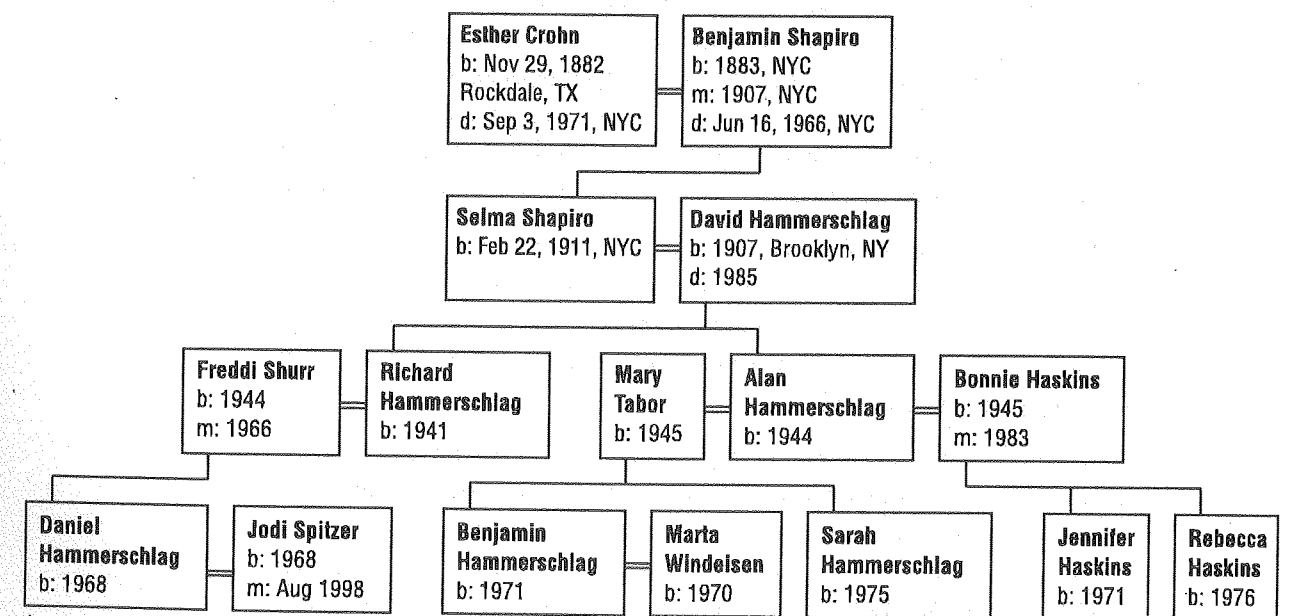 Esther Crohn
b: Nov 29, 1882
Rockdale, TX
d: Sep 3, 1971, NYC
Benjamin Shapiro
b: 1883, NYC
m: 1907, NYC
d: Jun 16, 1966, NYC
Selma Shapiro
b: Feb 22, 1911, NYC
David Hammerschlag
b: 1907, Brooklyn, NY
d: 1985
Freddi Shurr
b: 1944
m: 1966
Richard
Hammerschlag
b: 1941
Mary
Tabor
b: 1945
Alan
Hammerschlag
b: 1944
Bonnie Haskins
b: 1945
m: 1983
Daniel
Hammerschlag
b: 1968
Jodi Spitzer
b: 1968
m: Aug 1998
Benjamin
Hammerschlag
b: 1971
Marta
Windeisen
b: 1970
Sarah
Hammerschlag
b: 1975
Jennifer
Haskins
b: 1971
Rebecca
Haskins
b: 1976